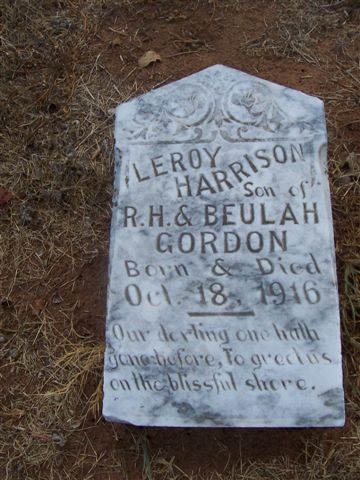 LEROY
HARRISON
Son of
R.H. & BEULAH
GORDON
Born & Died
Oct. 18, 1916
Our derling one hath
gone before, To greet us
on the blissful shore.